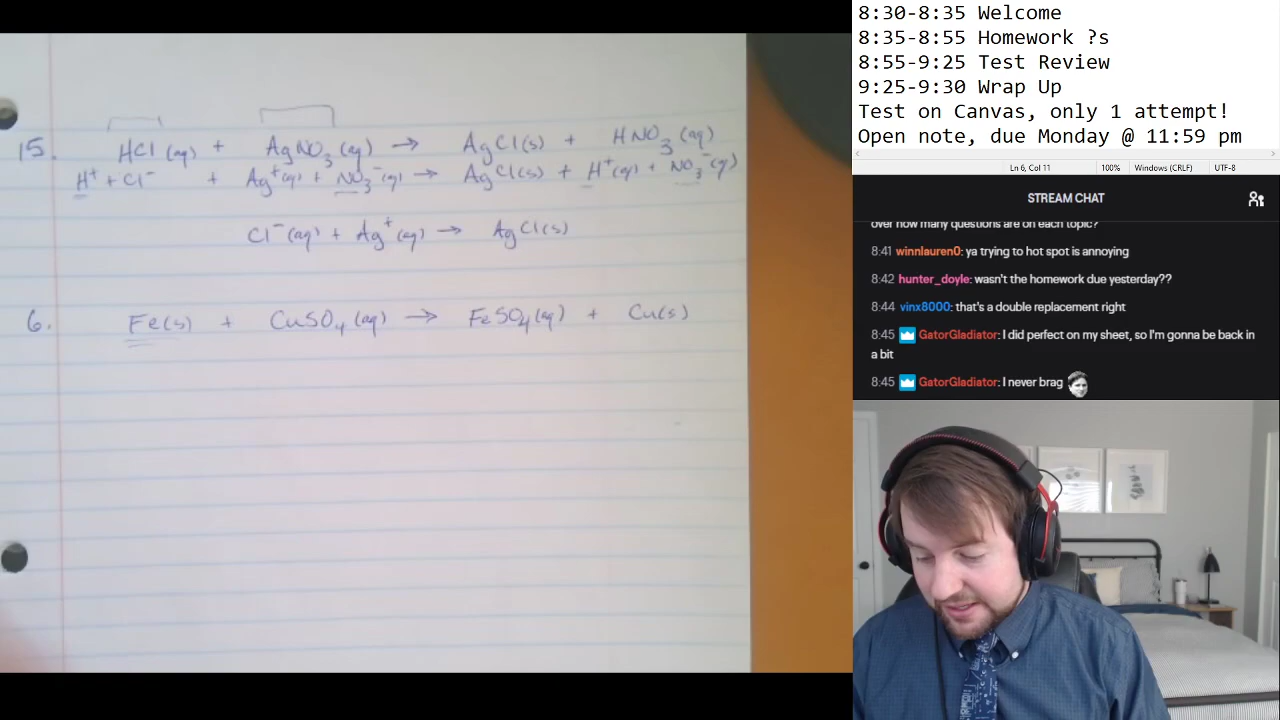 15. HCl (aq) + AgNO₃ (aq) → AgCl(s) + HNO₃ (aq)
H⁺ + Cl + Ag⁺(aq) NO₃⁻(aq) → AgCl(s) + H⁺(aq) + NO₃⁻(aq)
Cl⁻(aq) + Ag⁺(aq) → AgCl(s)
6. Fe(s) + CuSO₄(aq) → FeSO₄(aq) + Cu(s)
8:30-8:35 Welcome
8:35-8:55 Homework ?s
8:55-9:25 Test Review
9:25-9:30 Wrap Up
Test on Canvas, only 1 attempt!
Open note, due Monday @ 11:59 pm
Ln 6, Col 11 100% Windows (CRLF) UTF-8
STREAM CHAT
over how many questions are on each topic?
8:41 winnlauren0: ya trying to hot spot is annoying
8:42 hunter_doyle: wasn't the homework due yesterday??
8:44 vinx8000: that's a double replacement right
8:45 GatorGladiator: I did perfect on my sheet, so I'm gonna be back in
a bit
8:45 GatorGladiator: I never brag